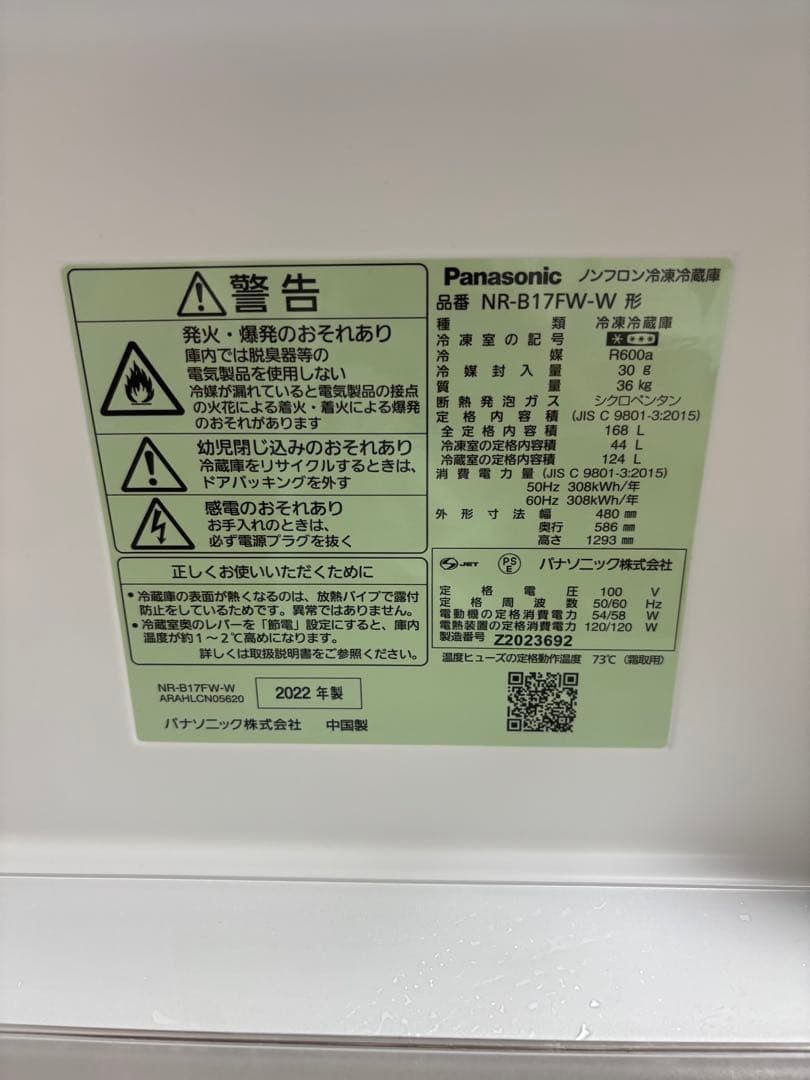 警告
発火・爆発のおそれあり
庫内では脱臭器等の
電気製品を使用しない
冷媒が漏れていると電気製品の接点
の火花による着火・着火による爆発
のおそれがあります
幼児閉じ込みのおそれあり
冷蔵庫をリサイクルするときは、
ドアパッキングを外す
感電のおそれあり
お手入れのときは、
必ず電源プラグを抜く
正しくお使いいただくために
•冷蔵庫の表面が熱くなるのは、放熱パイプで露付
防止をしているためです。異常ではありません。
•冷蔵室奥のレバーを「節電」設定にすると、庫内
温度が約1～2℃高めになります。
詳しくは取扱説明書をご参照ください。
NR-B17FW-W
ARAHLCN05620
2022 年製
パナソニック株式会社 中国製
Panasonic ノンフロン冷凍冷蔵庫
品番 NR-B17FW-W 形
種類 冷凍冷蔵庫
冷凍室の記号 * ***
冷媒 R600a
冷媒封入量 30 g
質量 36 kg
断熱発泡ガス シクロペンタン
定格内容積 (JIS C 9801-3:2015)
全定格内容積 168 L
冷凍室の定格内容積 44 L
冷蔵室の定格内容積 124 L
消費電力量 (JIS C 9801-3:2015)
50Hz 308kWh/年
60Hz 308kWh/年
外形寸法 幅 480 mm
奥行 586 mm
高さ 1293 mm
JET PS E パナソニック株式会社
定格電圧 100 V
定格周波数 50/60 Hz
電動機の定格消費電力 54/58 W
電熱装置の定格消費電力 120/120 W
製造番号 Z2023692
温度ヒューズの定格動作温度 73℃ (霜取用)